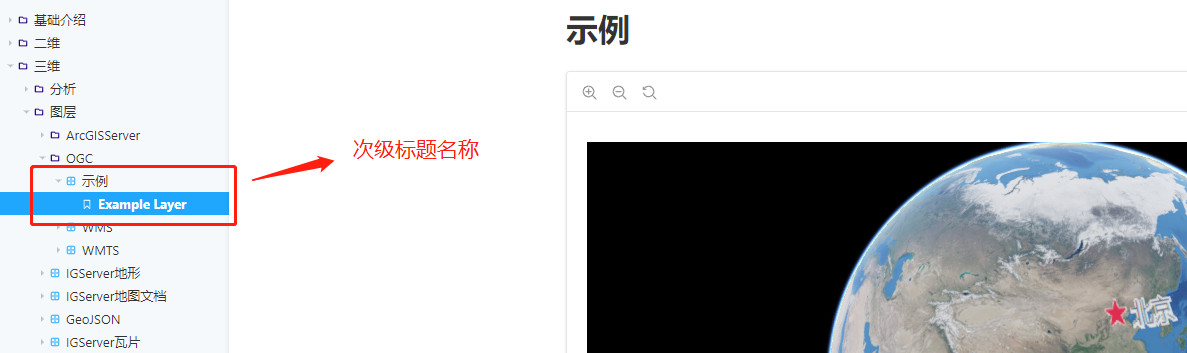 基础介绍
二维
三维
分析
图层
ArcGISServer
OGC
示例
Example Layer
WMS
WMTS
IGServer地形
IGServer地图文档
GeoJSON
IGServer瓦片
次级标题名称
示例
北京